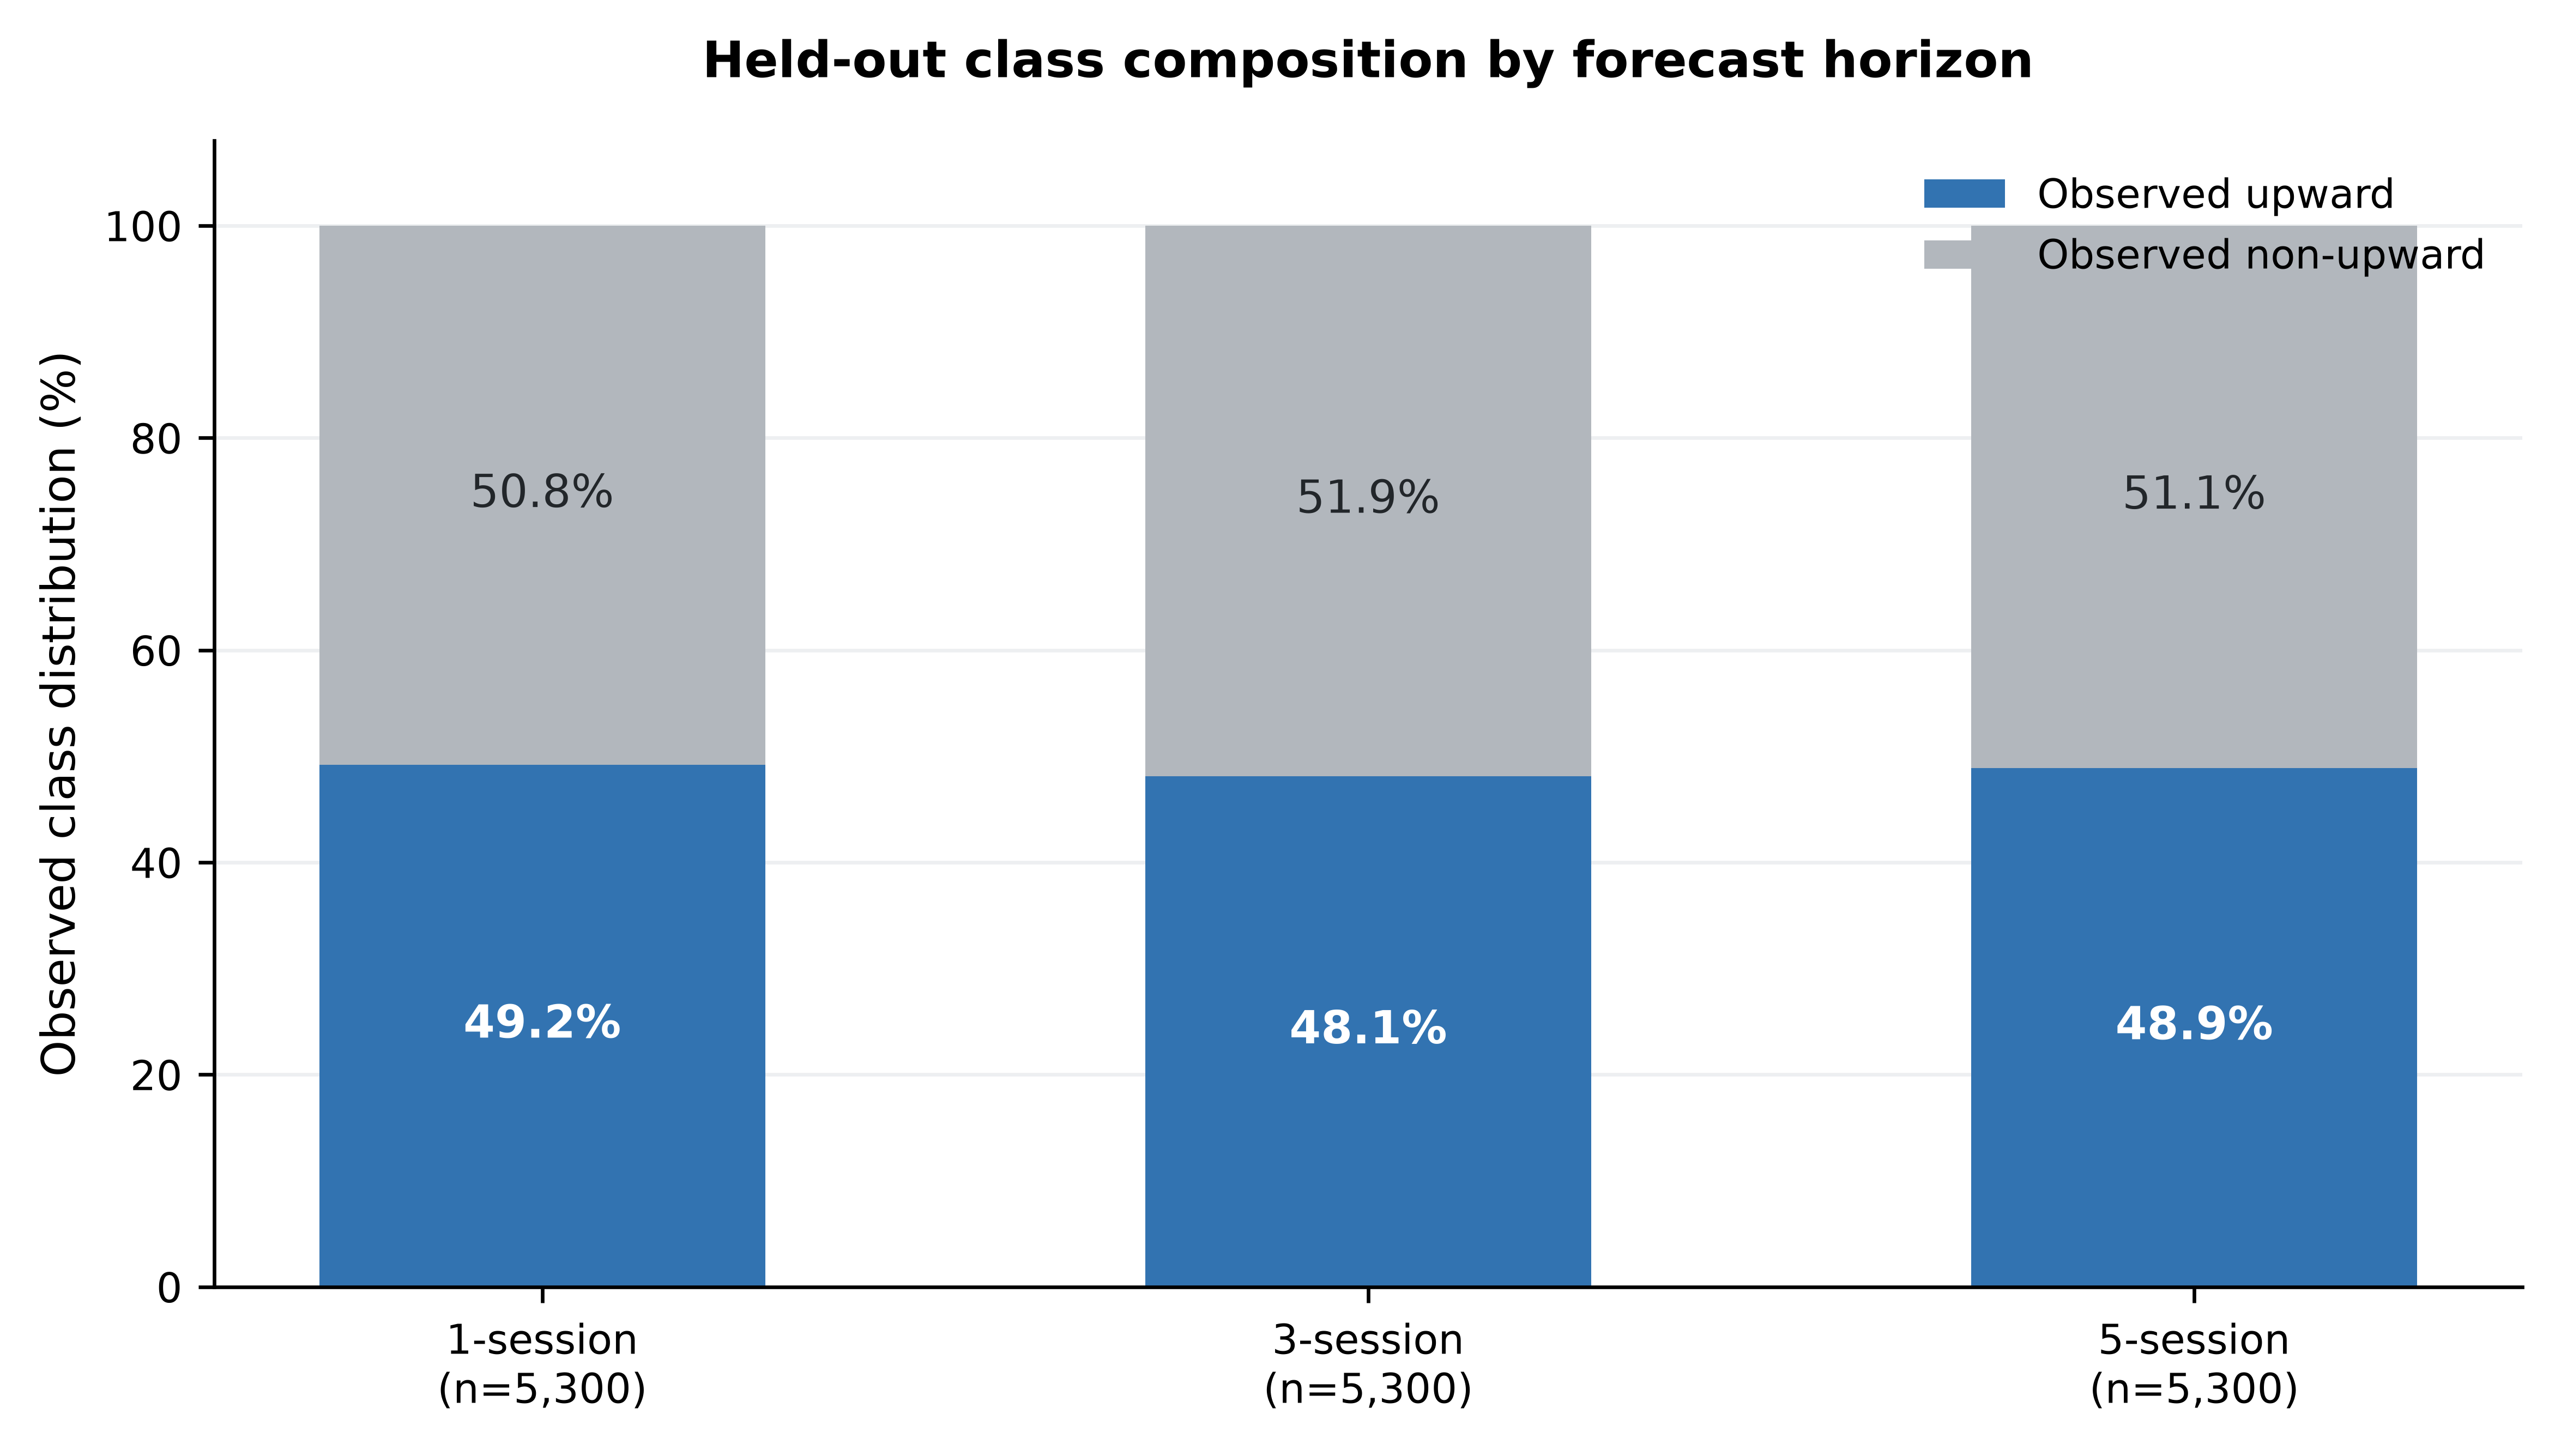 Held-out class composition by forecast horizon
Observed upward
Observed non-upward
Observed class distribution (%)
100
80
60
40
20
0
50.8%
51.9%
51.1%
49.2%
48.1%
48.9%
1-session
(n=5,300)
3-session
(n=5,300)
5-session
(n=5,300)